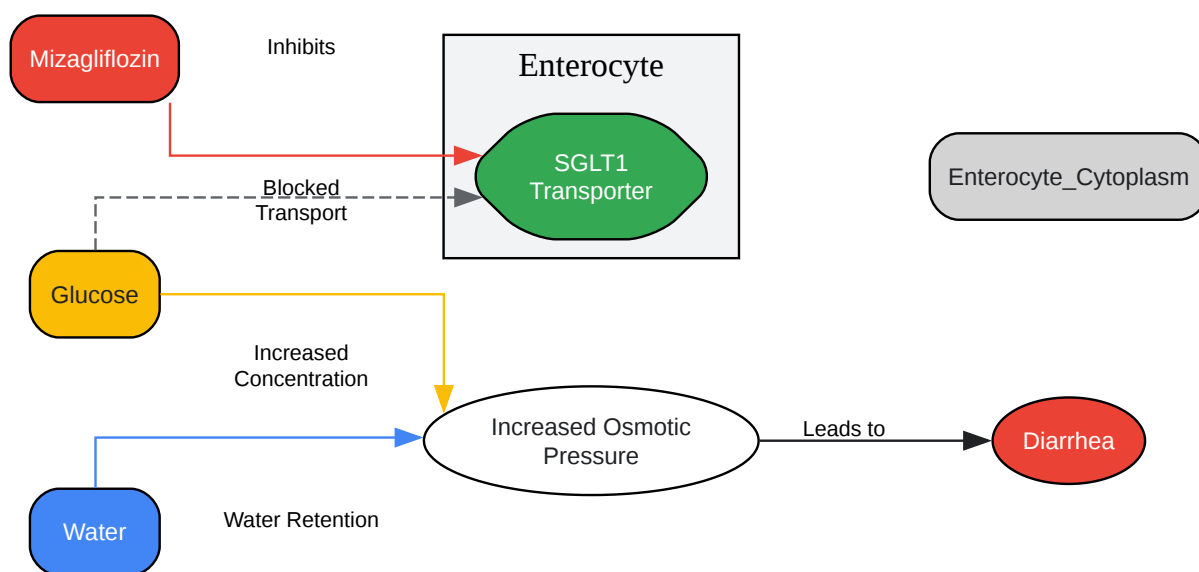 Mizagliflozin
Inhibits
Enterocyte
SGLT1
Transporter
Enterocyte_Cytoplasm
Blocked
Transport
Glucose
Increased
Concentration
Increased Osmotic
Pressure
Leads to
Diarrhea
Water Retention
Water